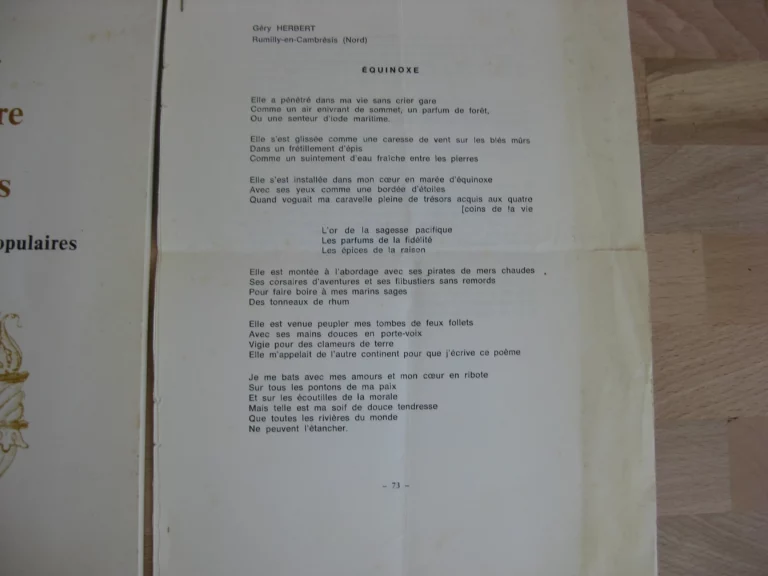 re
s
opulaires
Géry HERBERT
Rumilly-en-Cambrésis (Nord)
ÉQUINOXE
Elle a pénétré dans ma vie sans crier gare
Comme un air enivrant de sommet, un parfum de forêt,
Ou une senteur d'iode maritime.
Elle s'est glissée comme une caresse de vent sur les blés mûrs
Dans un frétillement d'épis
Comme un suintement d'eau fraîche entre les pierres
Elle s'est installée dans mon cœur en marée d'équinoxe
Avec ses yeux comme une bordée d'étoiles
Quand voguait ma caravelle pleine de trésors acquis aux quatre
[coins de la vie
L'or de la sagesse pacifique
Les parfums de la fidélité
Les épices de la raison
Elle est montée à l'abordage avec ses pirates de mers chaudes
Ses corsaires d'aventures et ses flibustiers sans remords
Pour faire boire à mes marins sages
Des tonneaux de rhum
Elle est venue peupler mes tombes de feux follets
Avec ses mains douces en porte-voix
Vigie pour des clameurs de terre
Elle m'appelait de l'autre continent pour que j'écrive ce poème
Je me bats avec mes amours et mon cœur en ribote
Sur tous les pontons de ma paix
Et sur les écoutilles de la morale
Mais telle est ma soif de douce tendresse
Que toutes les rivières du monde
Ne peuvent l'étancher.
– 73 –